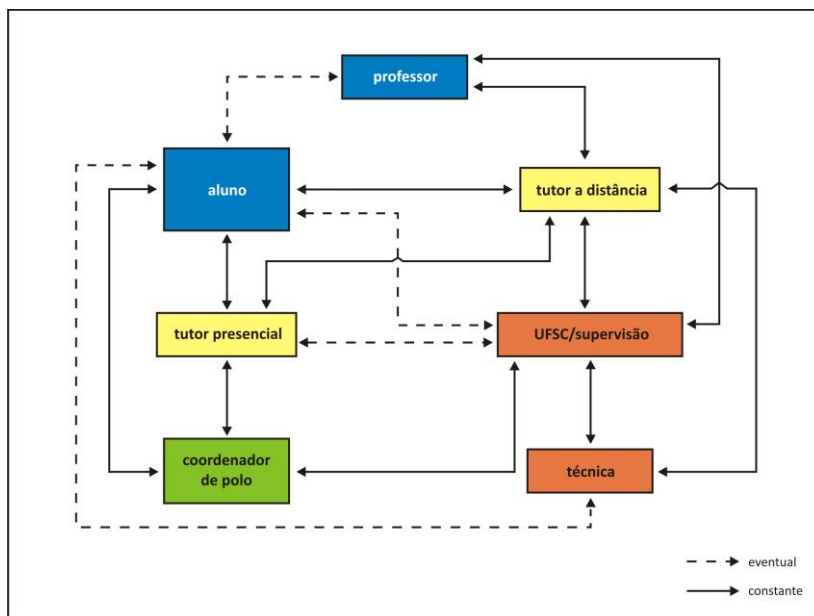 professor
aluno
tutor a distância
tutor presencial
UFSC/supervisão
coordenador
de polo
técnica
eventual
constante